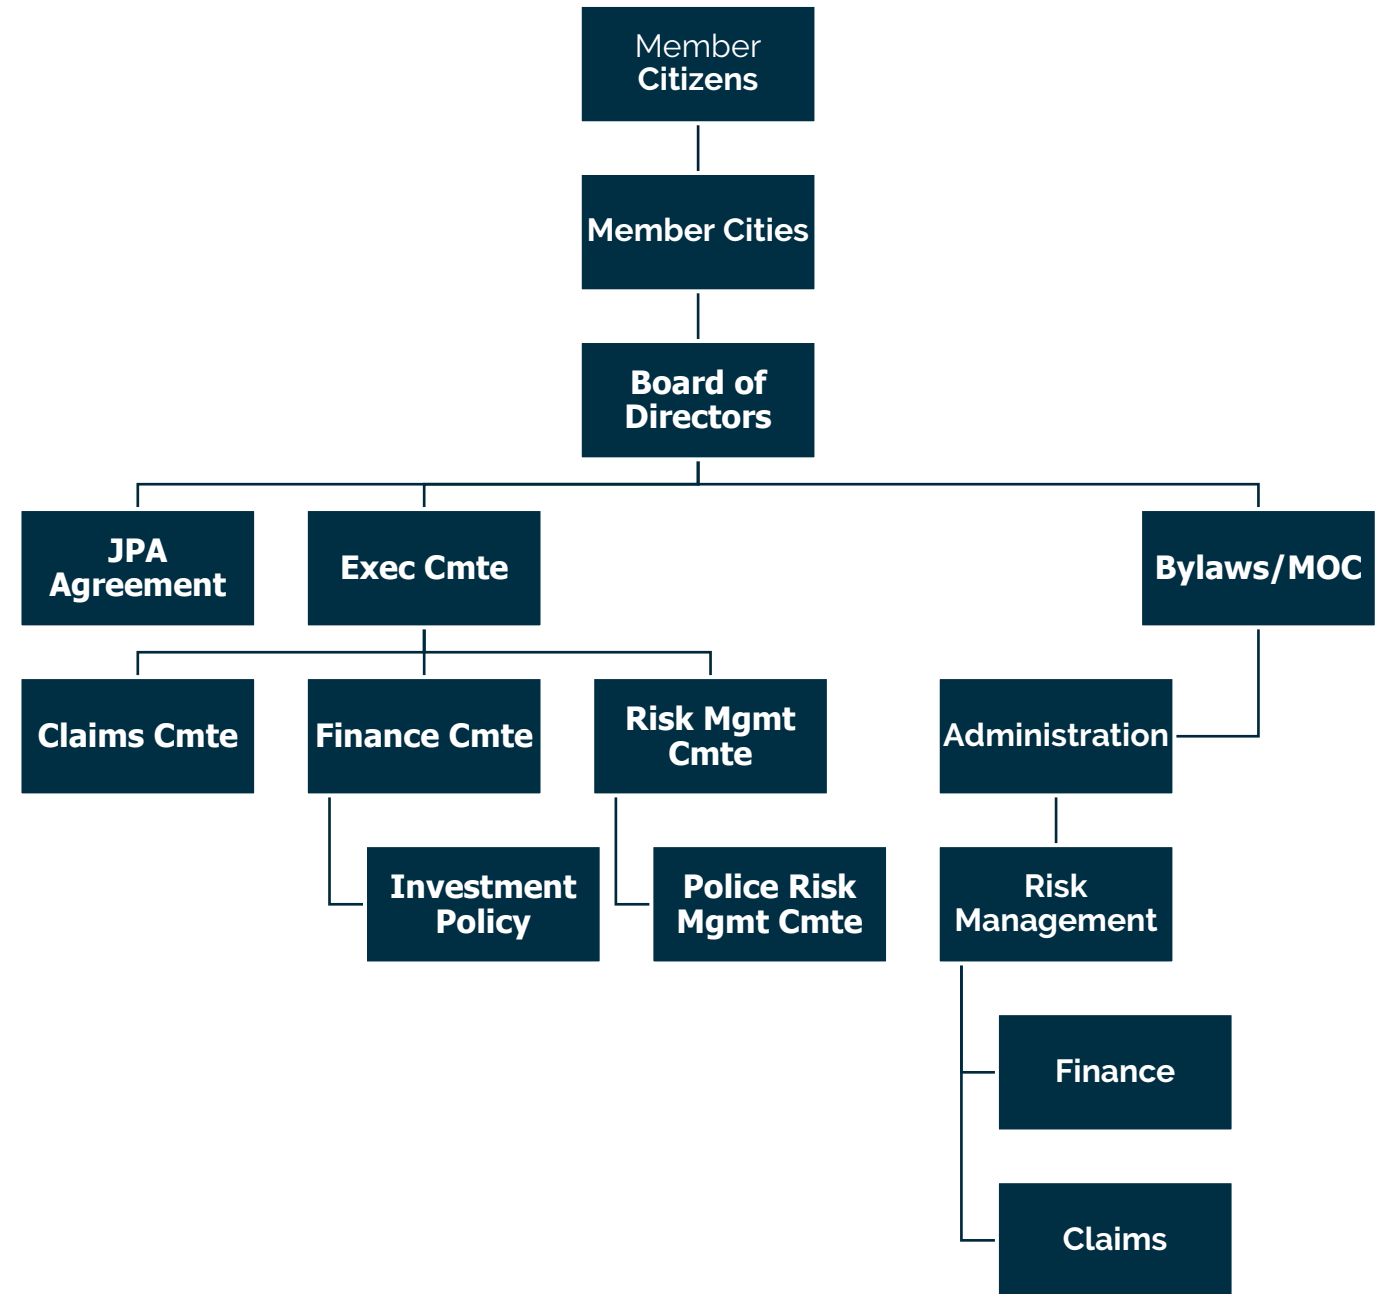 Member
Citizens
Member Cities
Board of
Directors
JPA
Agreement
Exec Cmte
Bylaws/MOC
Claims Cmte
Finance Cmte
Risk Mgmt
Cmte
Administration
Investment
Policy
Police Risk
Mgmt Cmte
Risk
Management
Finance
Claims